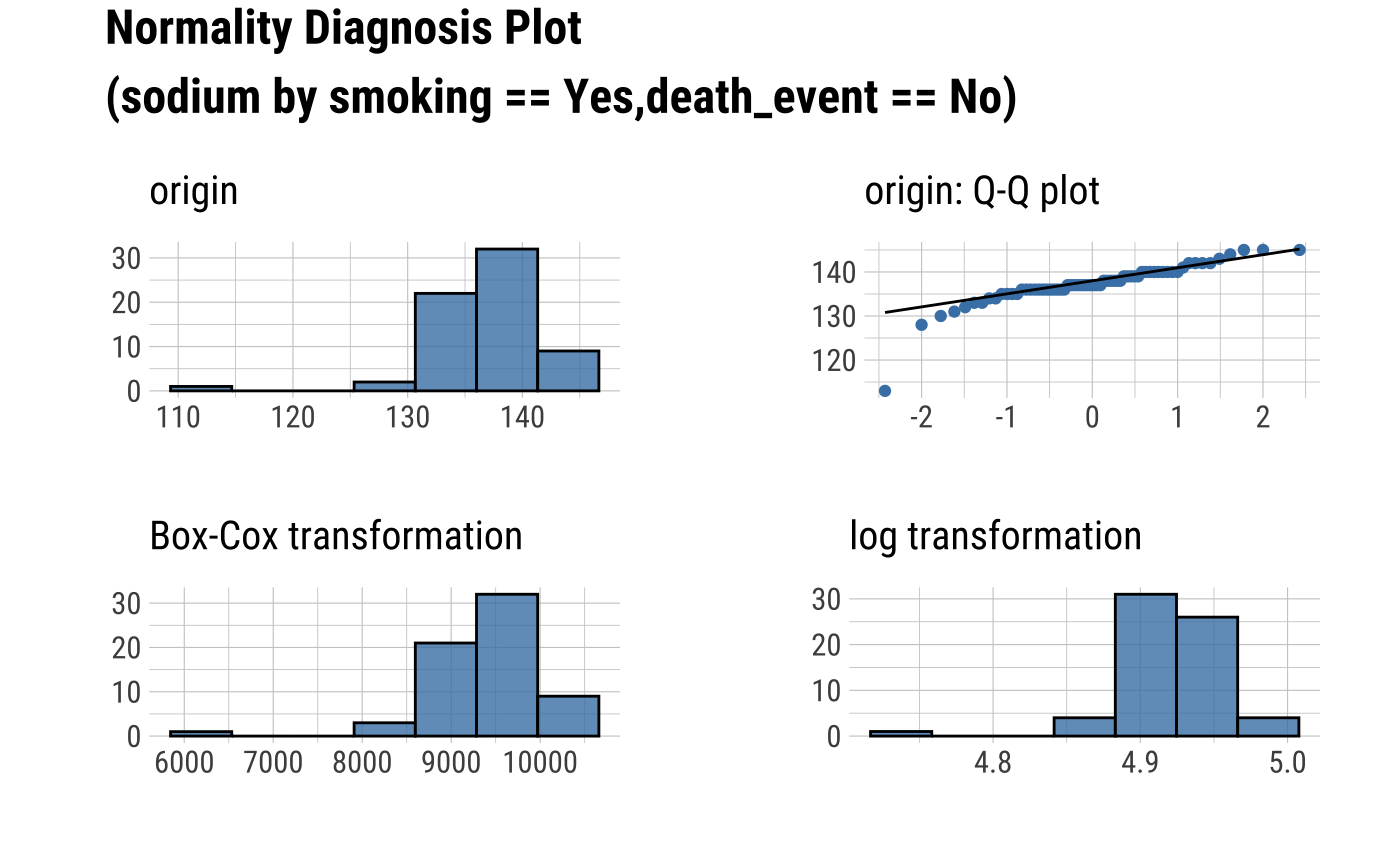 Normality Diagnosis Plot
(sodium by smoking == Yes,death_event == No)
origin
30
20
10
0
110 120 130 140
origin: Q-Q plot
140
130
120
-2 -1 0 1 2
Box-Cox transformation
30
20
10
0
6000 7000 8000 9000 10000
log transformation
30
20
10
0
4.8 4.9 5.0